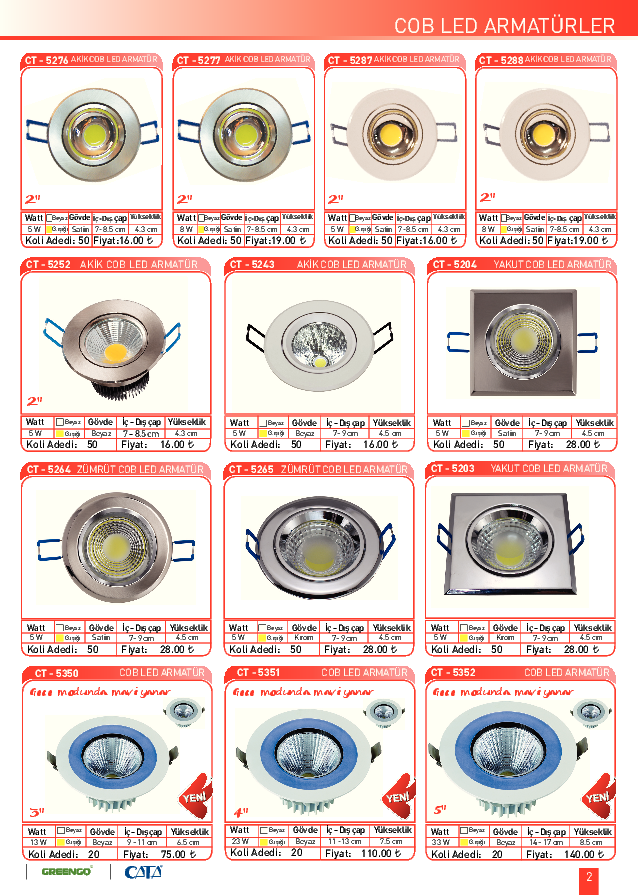 COB LED ARMATÜRLER
CT - 5276 AKİK COB LED ARMATÜR
2"
Watt Beyaz Gövde İç-Dış çap Yükseklik
5 W G.ışığı Satin 7-8.5 cm 4.3 cm
Koli Adedi: 50 Fiyat:16.00 ₺
CT - 5277 AKİK COB LED ARMATÜR
2"
Watt Beyaz Gövde İç-Dış çap Yükseklik
8 W G.ışığı Satin 7-8.5 cm 4.3 cm
Koli Adedi: 50 Fiyat:19.00 ₺
CT - 5287 AKİK COB LED ARMATÜR
2"
Watt Beyaz Gövde İç-Dış çap Yükseklik
5 W G.ışığı Satin 7-8.5 cm 4.3 cm
Koli Adedi: 50 Fiyat:16.00 ₺
CT - 5288 AKİK COB LED ARMATÜR
2"
Watt Beyaz Gövde İç-Dış çap Yükseklik
8 W G.ışığı Satin 7-8.5 cm 4.3 cm
Koli Adedi: 50 Fiyat:19.00 ₺
CT - 5252 AKİK COB LED ARMATÜR
2"
Watt Beyaz Gövde İç-Dış çap Yükseklik
5 W G.ışığı Beyaz 7-8.5 cm 4.3 cm
Koli Adedi: 50 Fiyat: 16.00 ₺
CT - 5243 AKİK COB LED ARMATÜR
Watt Beyaz Gövde İç-Dış çap Yükseklik
5 W G.ışığı Beyaz 7-9 cm 4.5 cm
Koli Adedi: 50 Fiyat: 16.00 ₺
CT - 5204 YAKUT COB LED ARMATÜR
Watt Beyaz Gövde İç-Dış çap Yükseklik
5 W G.ışığı Satin 7-9 cm 4.5 cm
Koli Adedi: 50 Fiyat: 28.00 ₺
CT - 5264 ZÜMRÜT COB LED ARMATÜR
Watt Beyaz Gövde İç-Dış çap Yükseklik
5 W G.ışığı Satin 7-9 cm 4.5 cm
Koli Adedi: 50 Fiyat: 28.00 ₺
CT - 5265 ZÜMRÜT COB LED ARMATÜR
Watt Beyaz Gövde İç-Dış çap Yükseklik
5 W G.ışığı Krom 7-9 cm 4.5 cm
Koli Adedi: 50 Fiyat: 28.00 ₺
CT - 5203 YAKUT COB LED ARMATÜR
Watt Beyaz Gövde İç-Dış çap Yükseklik
5 W G.ışığı Krom 7-9 cm 4.5 cm
Koli Adedi: 50 Fiyat: 28.00 ₺
CT - 5350 COB LED ARMATÜR
Gece modunda mavi yanar
YENİ
3"
Watt Beyaz Gövde İç-Dış çap Yükseklik
13 W G.ışığı Beyaz 9-11 cm 6.5 cm
Koli Adedi: 20 Fiyat: 75.00 ₺
CT - 5351 COB LED ARMATÜR
Gece modunda mavi yanar
YENİ
4"
Watt Beyaz Gövde İç-Dış çap Yükseklik
23 W G.ışığı Beyaz 11-13 cm 7.5 cm
Koli Adedi: 20 Fiyat: 110.00 ₺
CT - 5352 COB LED ARMATÜR
Gece modunda mavi yanar
YENİ
5"
Watt Beyaz Gövde İç-Dış çap Yükseklik
33 W G.ışığı Beyaz 14-17 cm 8.5 cm
Koli Adedi: 20 Fiyat: 140.00 ₺
GREENGO CATA 2